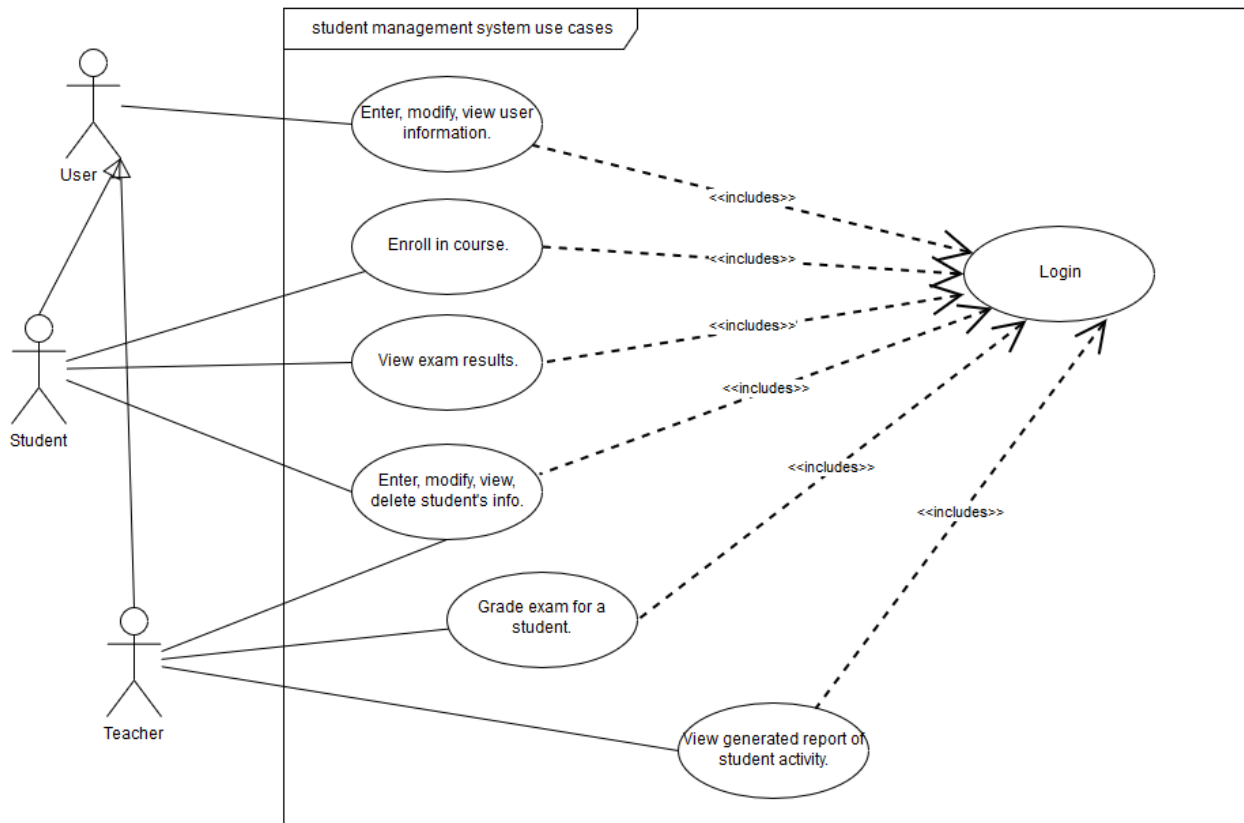 student management system use cases
Enter, modify, view user
information.
User
<<includes>>
Enroll in course.
<<includes>>
Login
View exam results.
<<includes>>
<<includes>>
Student
Enter, modify, view,
delete student's info.
<<includes>>
<<includes>>
Grade exam for a
student.
Teacher
View generated report of
student activity.